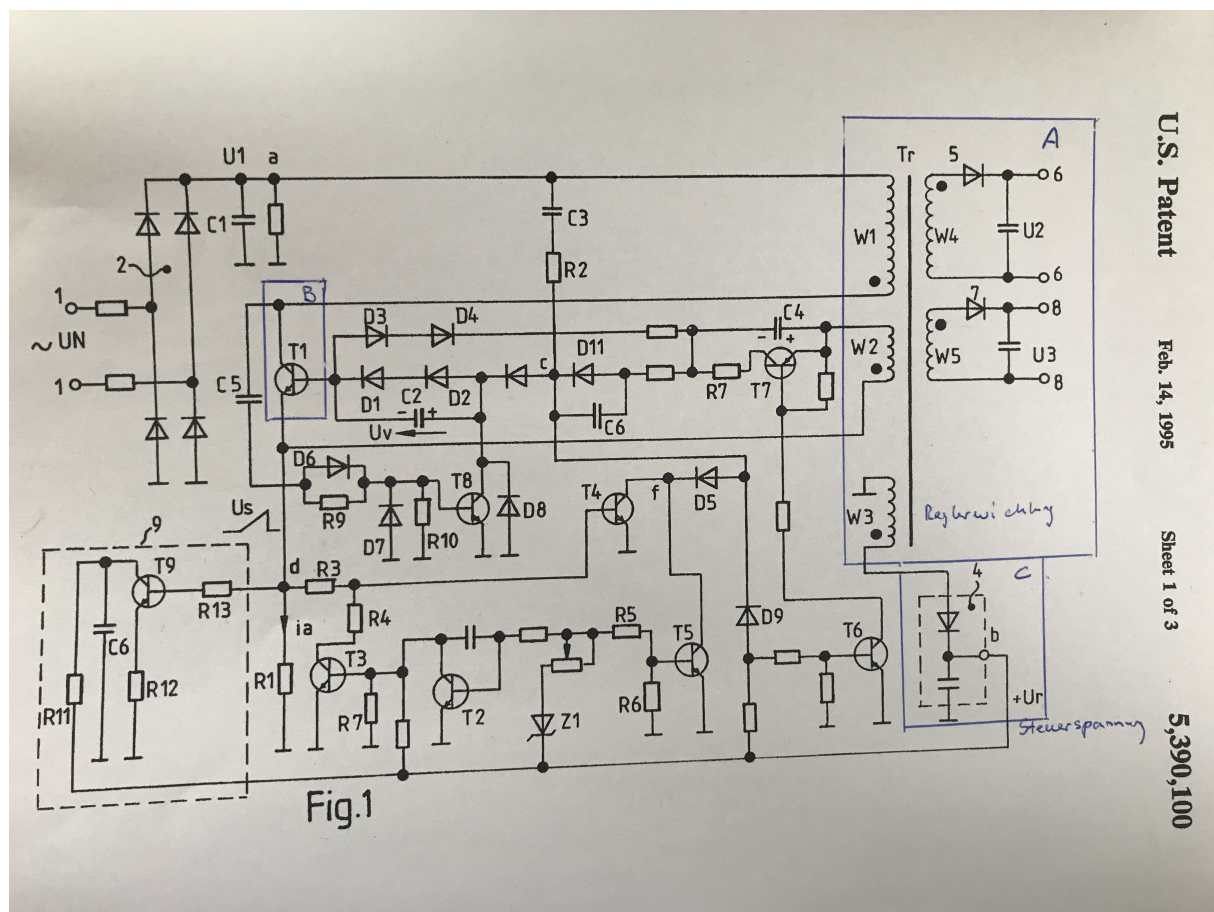 U.S. Patent
Feb. 14, 1995
Sheet 1 of 3
5,390,100
A
Tr
5
6
U1
a
C3
C1
W1
W4
U2
2
R2
6
B
7
8
1
D3
D4
C4
~UN
T1
c
D11
- +
W2
W5
U3
1
R7
T7
8
C5
D1
D2
C2
- +
C6
Uv
D6
T8
T4
f
D5
Us
R9
D8
W3
Reglerwicklung
9
D7
R10
T9
d
R3
4
C
R13
ia
R4
D9
C6
R5
T5
T6
b
T3
R12
R1
R11
R7
T2
Z1
R6
+Ur
Steuerspannung
Fig.1